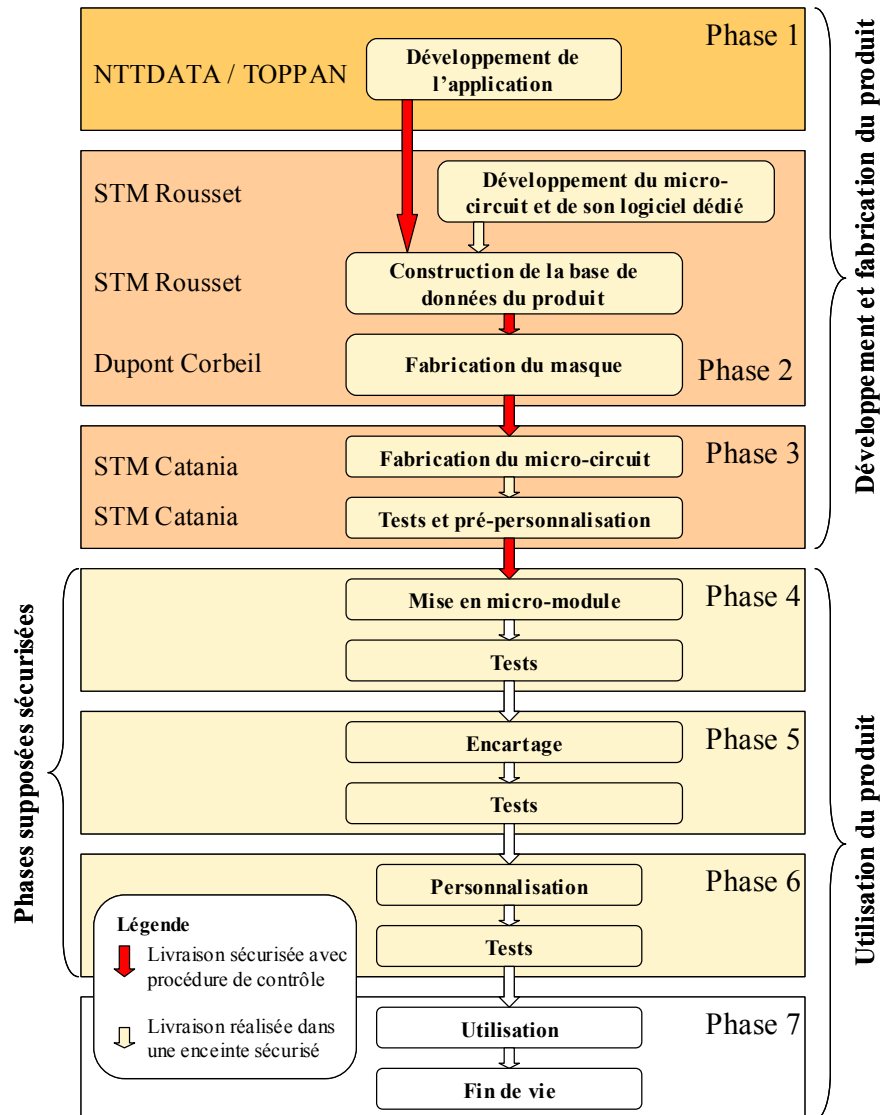 Phase 1
NTTDATA / TOPPAN
Développement de
l'application
STM Rousset
Développement du micro-
circuit et de son logiciel dédié
STM Rousset
Construction de la base de
données du produit
Dupont Corbeil
Fabrication du masque
Phase 2
Phase 3
STM Catania
Fabrication du micro-circuit
STM Catania
Tests et pré-personnalisation
Développement et fabrication du produit
Phase 4
Mise en micro-module
Tests
Phase 5
Encartage
Tests
Phase 6
Personnalisation
Tests
Phases supposées sécurisées
Légende
Livraison sécurisée avec
procédure de contrôle
Livraison réalisée dans
une enceinte sécurisé
Phase 7
Utilisation
Fin de vie
Utilisation du produit